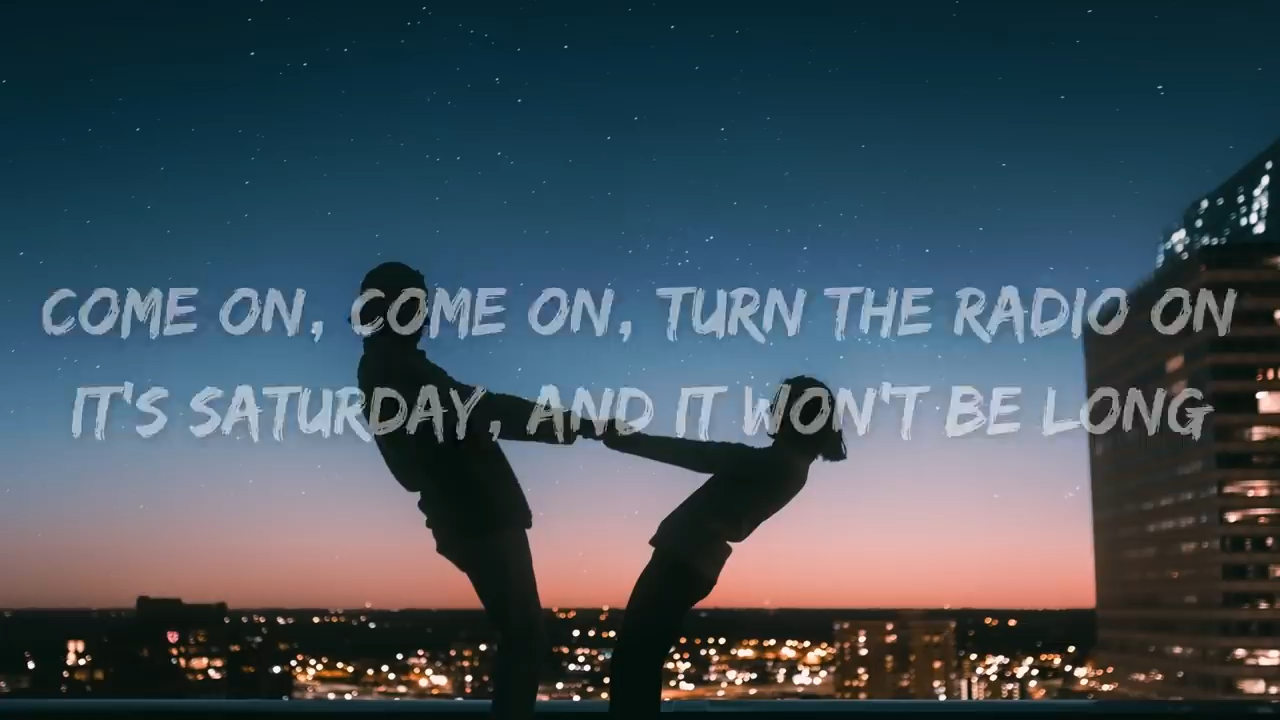 COME ON, COME ON, TURN THE RADIO ON
IT'S SATURDAY, AND IT WON'T BE LONG